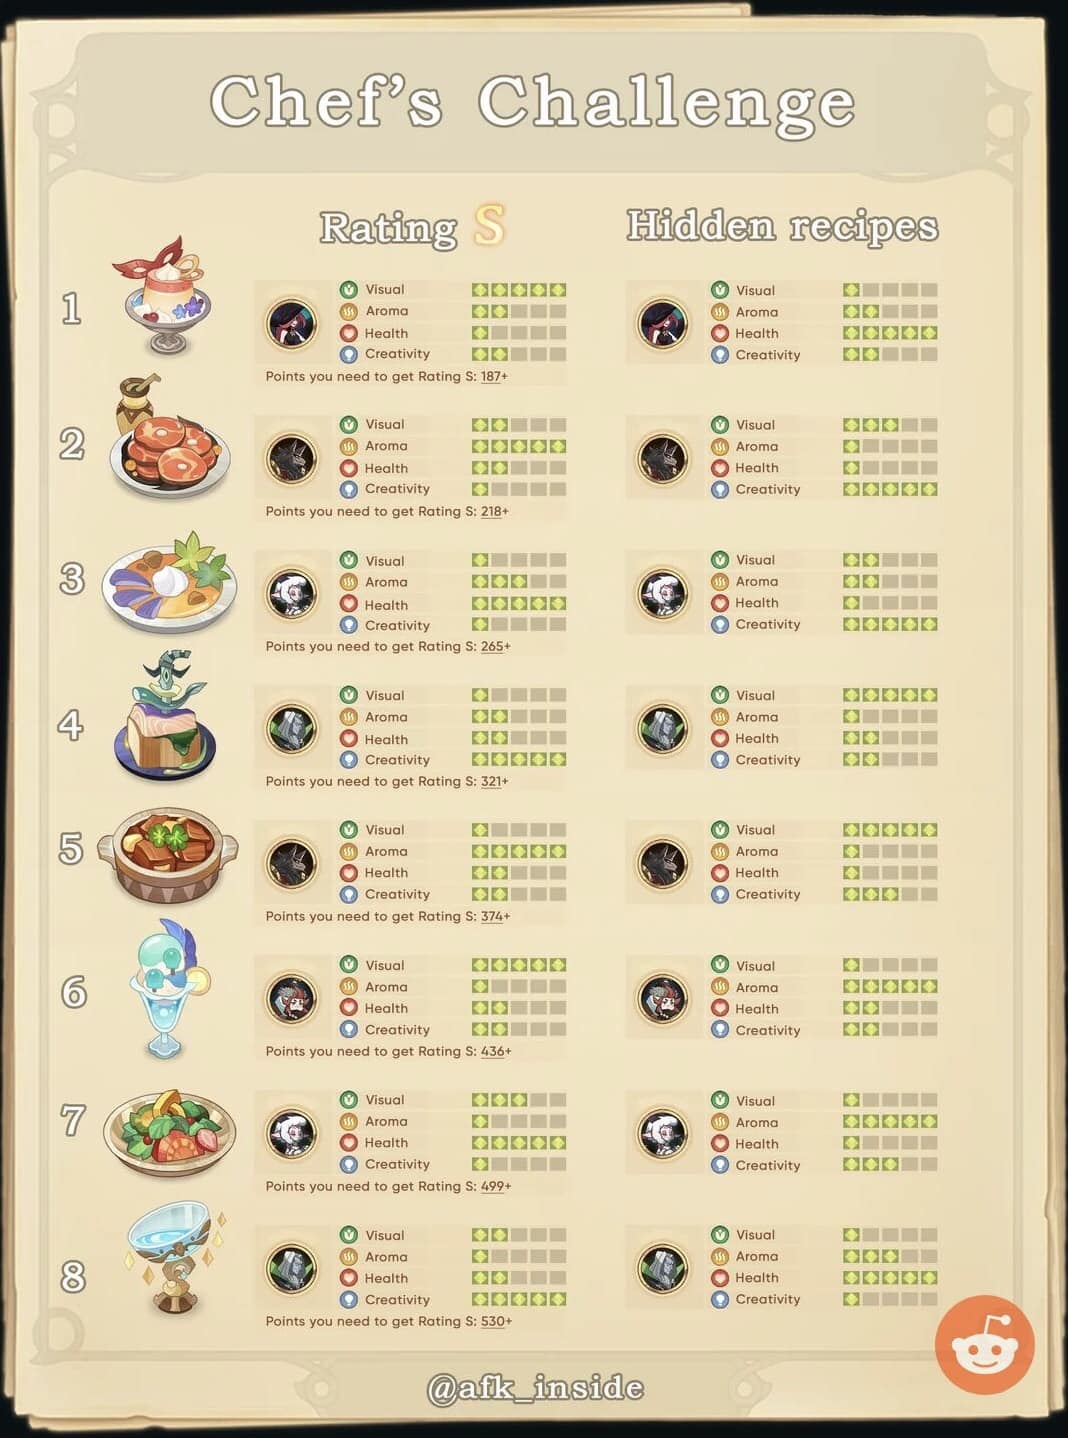 Chef's Challenge
Rating S
Hidden recipes
1
Visual
Aroma
Health
Creativity
Points you need to get Rating S: 187+
Visual
Aroma
Health
Creativity
2
Visual
Aroma
Health
Creativity
Points you need to get Rating S: 218+
Visual
Aroma
Health
Creativity
3
Visual
Aroma
Health
Creativity
Points you need to get Rating S: 265+
Visual
Aroma
Health
Creativity
4
Visual
Aroma
Health
Creativity
Points you need to get Rating S: 321+
Visual
Aroma
Health
Creativity
5
Visual
Aroma
Health
Creativity
Points you need to get Rating S: 374+
Visual
Aroma
Health
Creativity
6
Visual
Aroma
Health
Creativity
Points you need to get Rating S: 436+
Visual
Aroma
Health
Creativity
7
Visual
Aroma
Health
Creativity
Points you need to get Rating S: 499+
Visual
Aroma
Health
Creativity
8
Visual
Aroma
Health
Creativity
Points you need to get Rating S: 530+
Visual
Aroma
Health
Creativity
@afk_inside